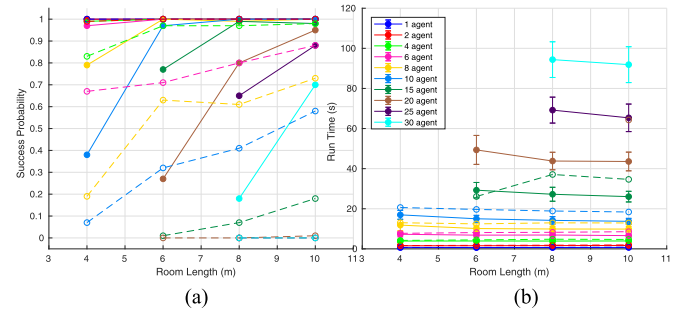 1
0.9
0.8
0.7
0.6
0.5
0.4
0.3
0.2
0.1
0
Success Probability
3 4 5 6 7 8 9 10 11
Room Length (m)
(a)
120
100
80
60
40
20
0
Run Time (s)
1 agent
2 agent
4 agent
6 agent
8 agent
10 agent
15 agent
20 agent
25 agent
30 agent
3 4 5 6 7 8 9 10 11
Room Length (m)
(b)